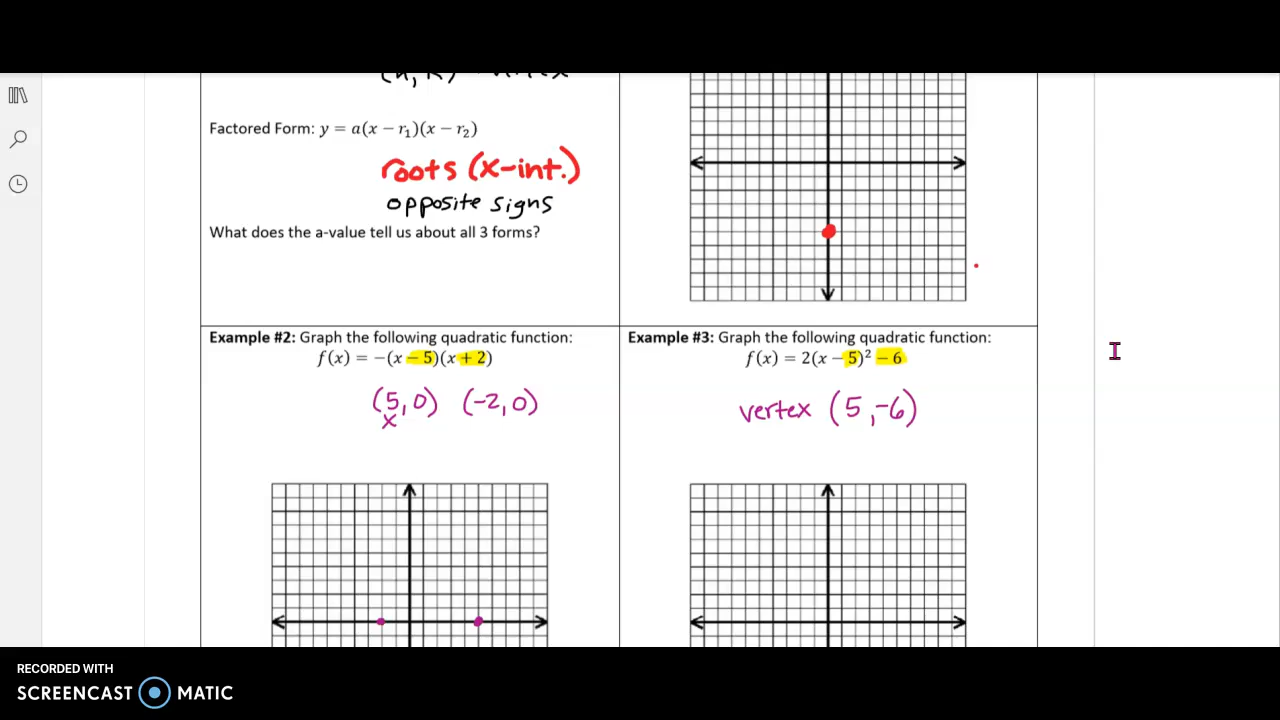 Factored Form: y = a(x − r₁)(x − r₂)
roots (x-int.)
opposite signs
What does the a-value tell us about all 3 forms?
Example #2: Graph the following quadratic function:
f(x) = −(x − 5)(x + 2)
(5, 0) (-2, 0)
x
Example #3: Graph the following quadratic function:
f(x) = 2(x − 5)² − 6
vertex (5, -6)
RECORDED WITH
SCREENCAST MATIC